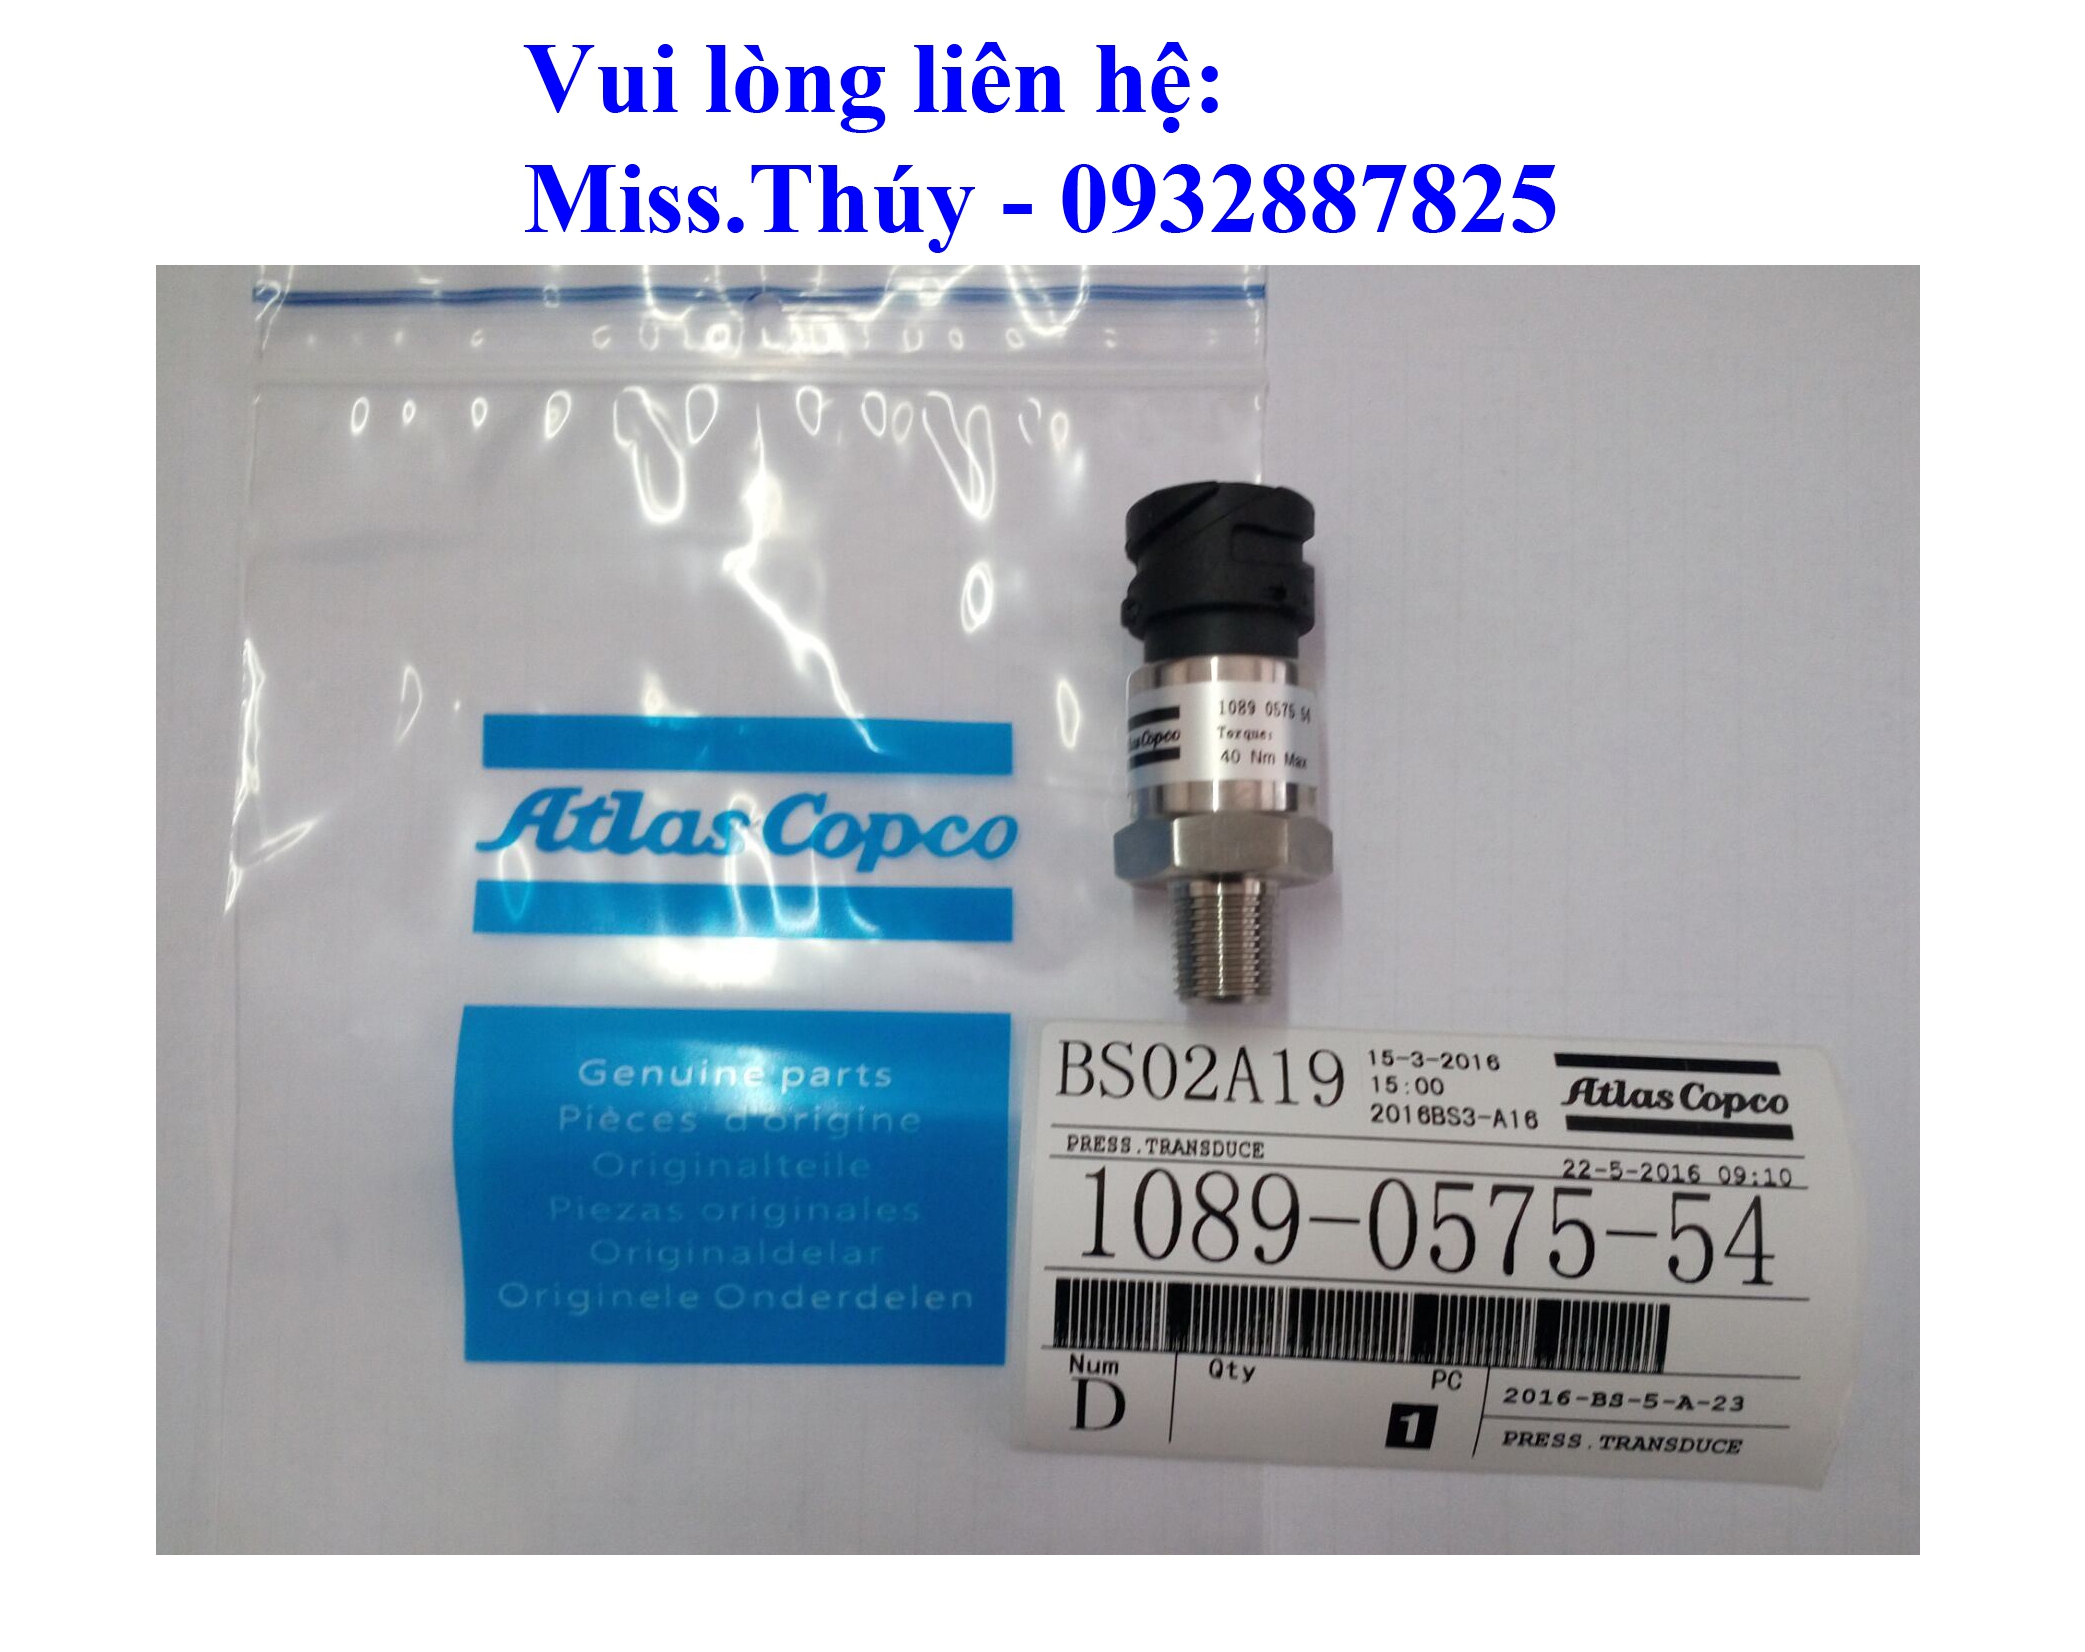 Vui lòng liên hệ:
Miss.Thúy - 0932887825
1089 0575 54
Torque:
40 Nm Max
Atlas Copco
Genuine parts
Pièces d'origine
Originalteile
Piezas originales
Originaldelar
Originele Onderdelen
BS02A19
15-3-2016
15:00
2016BS3-A16
Atlas Copco
PRESS.TRANSDUCE
22-5-2016 09:10
1089-0575-54
Num
D
Qty
PC
1
2016-BS-5-A-23
PRESS.TRANSDUCE